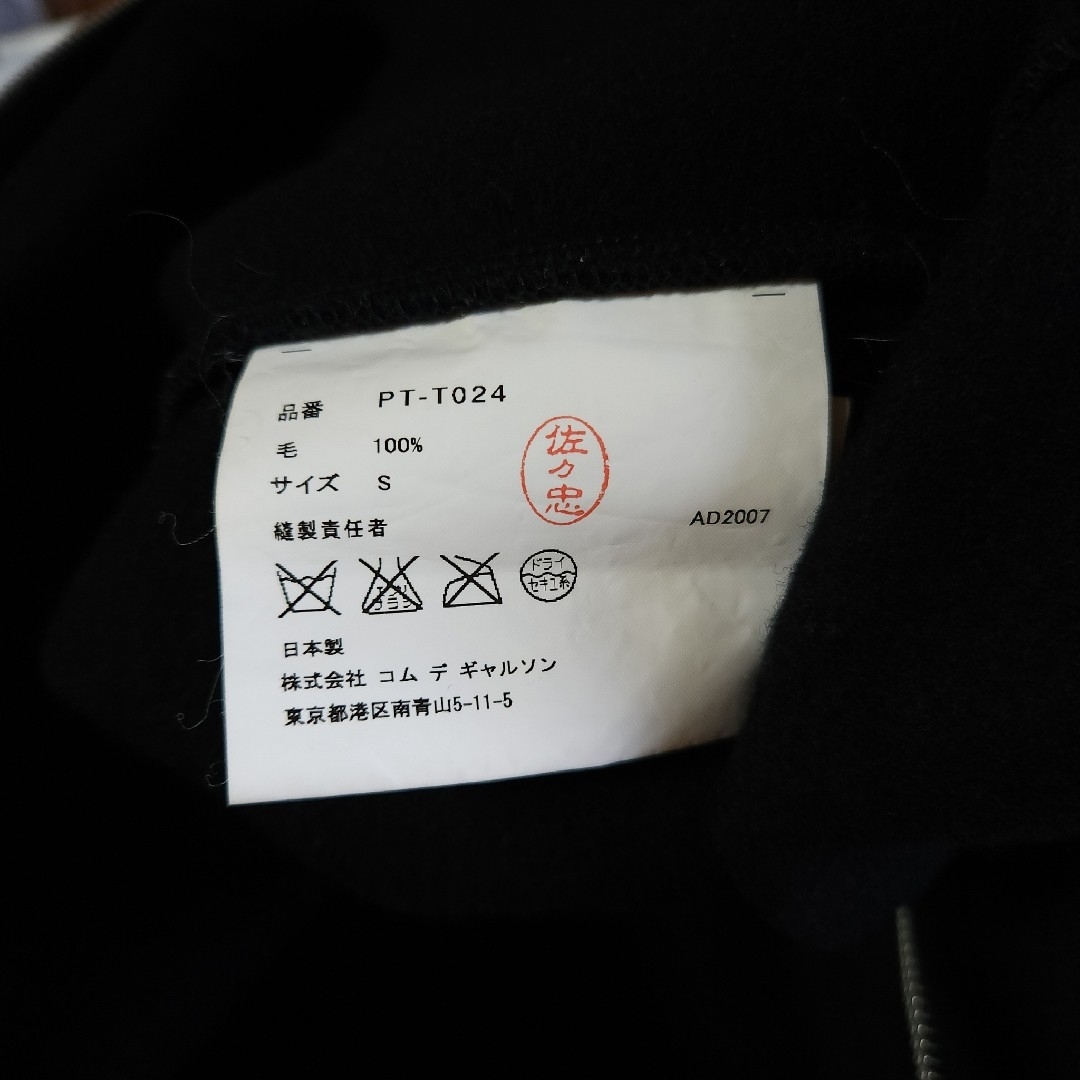 品番 PT-T024
毛 100%
サイズ S
縫製責任者
佐々忠
AD2007
ドライ
セキユ系
日本製
株式会社 コム デ ギャルソン
東京都港区南青山5-11-5